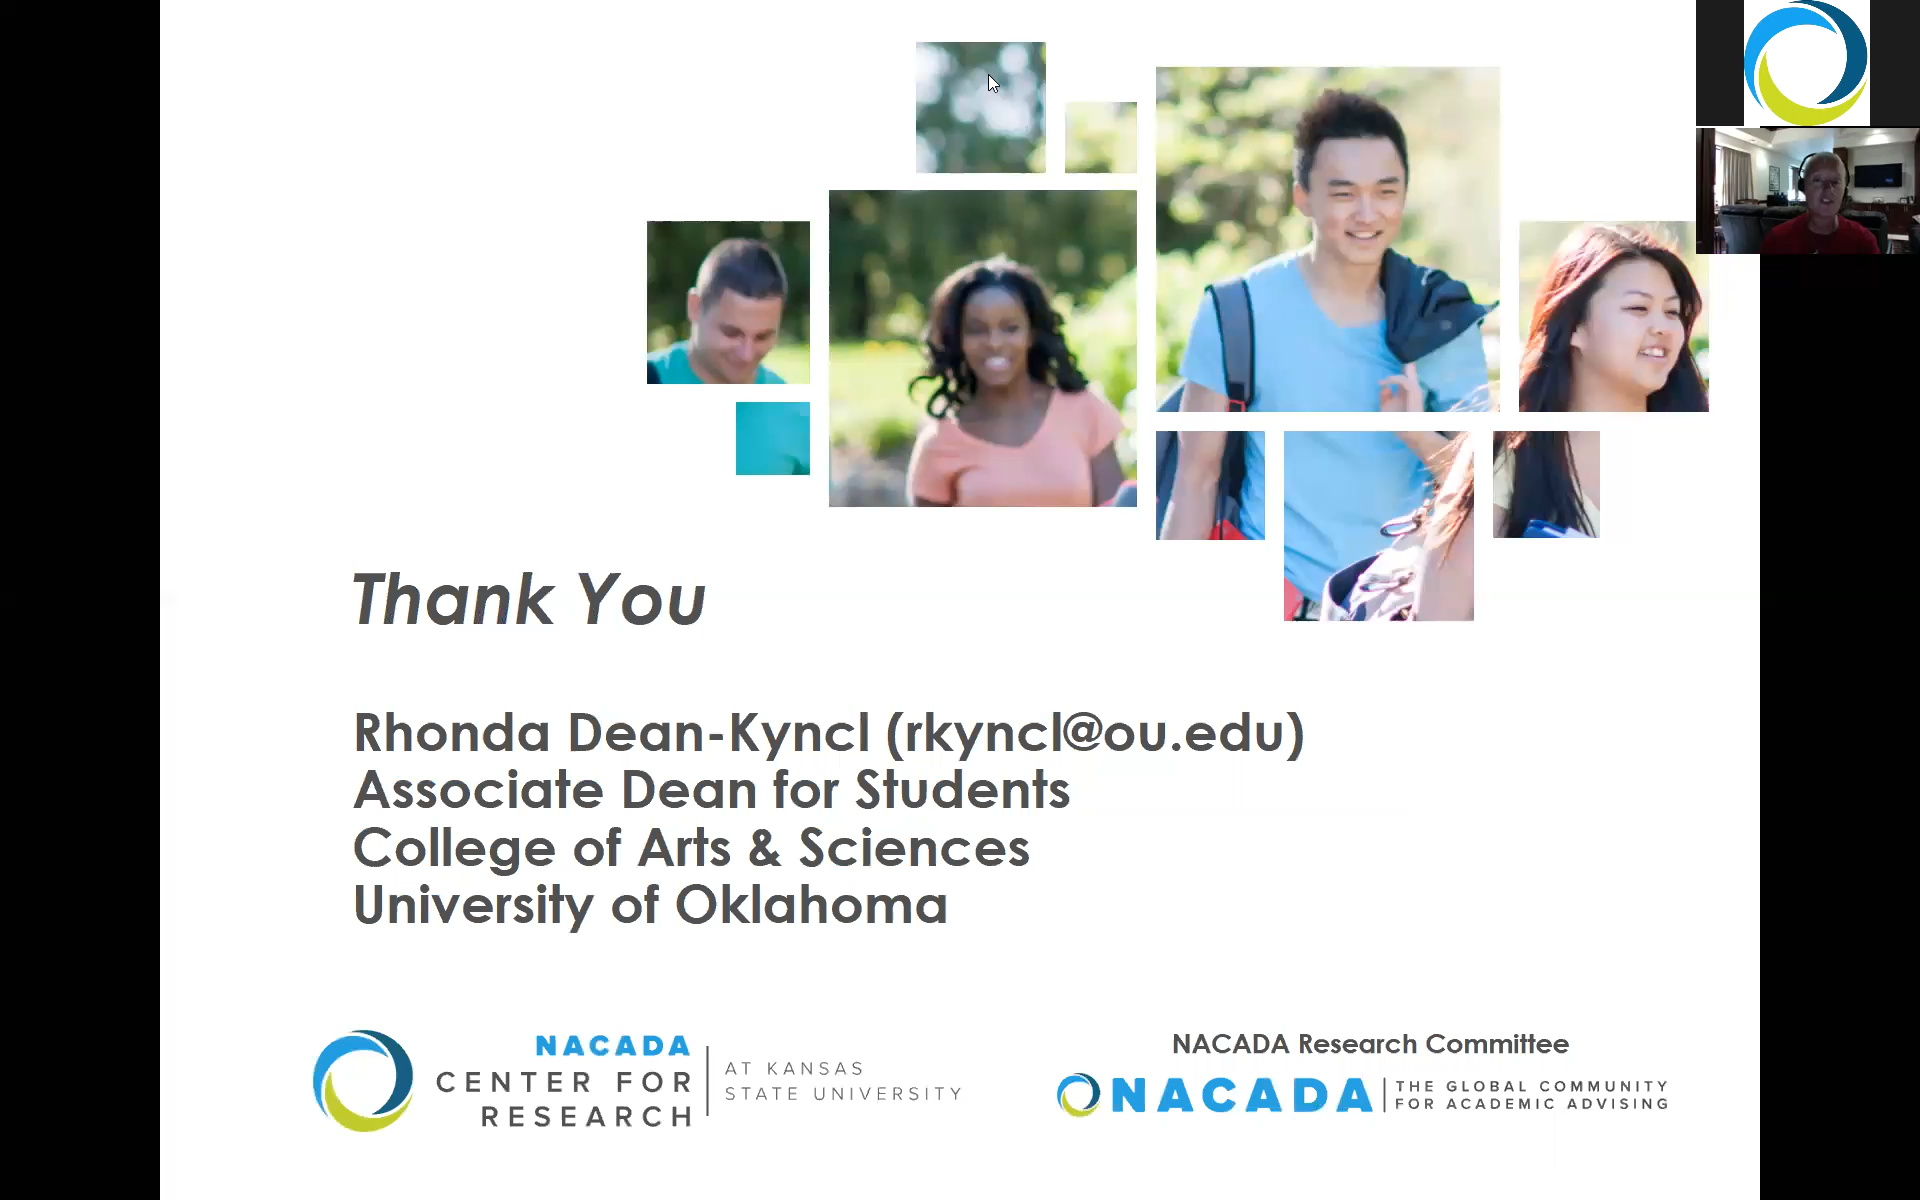 Thank You
Rhonda Dean-Kyncl (rkyncl@ou.edu)
Associate Dean for Students
College of Arts & Sciences
University of Oklahoma
NACADA
CENTER FOR
RESEARCH
AT KANSAS
STATE UNIVERSITY
NACADA Research Committee
NACADA
THE GLOBAL COMMUNITY
FOR ACADEMIC ADVISING